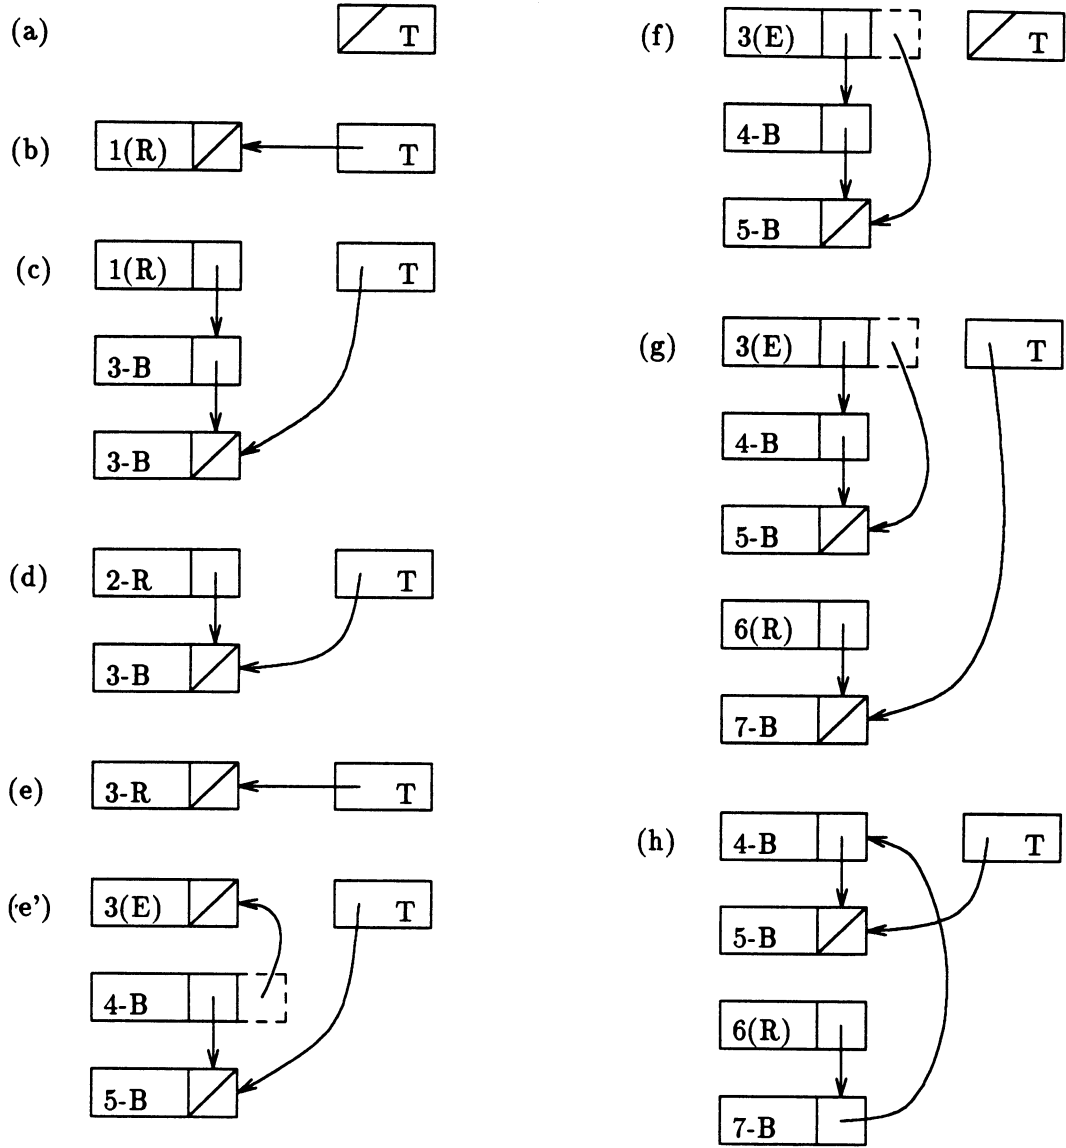 (a) T
(b) 1(R) T
(c) 1(R) T
3-B
3-B
(d) 2-R T
3-B
(e) 3-R T
(e') 3(E) T
4-B
5-B
(f) 3(E) T
4-B
5-B
(g) 3(E) T
4-B
5-B
6(R)
7-B
(h) 4-B T
5-B
6(R)
7-B